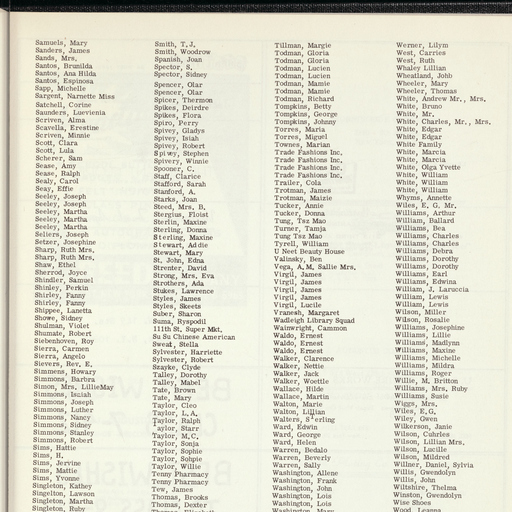 Samuels, Mary
Sanders, James
Sands, Mrs.
Santos, Brunilda
Santos, Ana Hilda
Santos, Espinosa
Sapp, Michelle
Sargent, Narnette Miss
Satchell, Corine
Saunders, Luevienia
Scriven, Alma
Scavella, Erestine
Scriven, Minnie
Scott, Clara
Scott, Lula
Scherer, Sam
Sease, Amy
Sease, Ralph
Sealy, Carol
Seay, Effie
Seeley, Joseph
Seeley, Joseph
Seeley, Martha
Seeley, Martha
Seeley, Martha
Seliers, Joseph
Setzer, Josephine
Sharp, Ruth Mrs.
Sharp, Ruth Mrs.
Shaw, Ethel
Sherrod, Joyce
Shindler, Samuel
Shinley, Perkin
Shirley, Fanny
Shirley, Fanny
Shippee, Lanetta
Showe, Sidney
Shulman, Violet
Shumate, Robert
Siebenhoven, Roy
Sierra, Carmen
Sierra, Angelo
Sievers, Rev. E.
Simmens, Howary
Simmons, Barbira
Simon, Mrs. LillieMay
Simmons, Isaiah
Simmons, Joseph
Simmons, Luther
Simmons, Nancy
Simmons, Sidney
Simmons, Stanley
Simmons, Robert
Sims, Hattie
Sims, H.
Sims, Jervine
Sims, Mattie
Sims, Yvonne
Singleton, Kathey
Singelton, Lawson
Singleton, Martha
Singleton, Ruby
Smith, T.J.
Smith, Woodrow
Spanish, Joan
Spector, S.
Spector, Sidney
Spencer, Olar
Spencer, Olar
Spicer, Thermon
Spikes, Deirdre
Spikes, Flora
Spiro, Perry
Spivey, Gladys
Spivey, Isiah
Spivey, Robert
Spivey, Stephen
Spivery, Winnie
Spooner, C.
Staff, Clarice
Stafford, Sarah
Stanford, A.
Starks, Joan
Steed, Mrs. B.
Stergius, Floist
Sterlin, Maxine
Sterling, Donna
Sterling, Maxine
Stewart, Addie
Stewart, Mary
St. John, Edna
Strenter, David
Strong, Mrs. Eva
Strothers, Ada
Stukes, Lawrence
Styles, James
Styles, Skeets
Suber, Sharon
Suma, Ryspodil
111th St. Super Mkt.
Su Su Chinese American
Sweat, Stella
Sylvester, Harriette
Sylvester, Robert
Szayko, Clyde
Talley, Dorothy
Talley, Mabel
Tate, Brown
Tate, Mary
Taylor, Cleo
Taylor, L.A.
Taylor, Ralph
Taylor, Starr
Taylor, M.C.
Taylor, Sonja
Taylor, Sophie
Taylor, Sohpie
Taylor, Willie
Tenny Pharmacy
Tenny Pharmacy
Tew, James
Thomas, Brooks
Thomas, Dexter
Tillman, Margie
Todman, Gloria
Todman, Gloria
Todman, Lucien
Todman, Lucien
Todman, Mamie
Todman, Mamie
Todman, Richard
Tompkins, Betty
Tompkins, George
Tompkins, Johnny
Torres, Maria
Torres, Miguel
Townes, Marian
Trade Fashions Inc.
Trade Fashions Inc.
Trade Fashions Inc.
Trade Fashions Inc.
Trailer, Cola
Trotman, James
Trotman, Maizie
Tucker, Annie
Tucker, Donna
Tung, Tsz Mao
Turner, Tamja
Tung Tsz Mao
Tyrell, William
U Neet Beauty House
Valinsky, Ben
Vega, A.M. Sallie Mrs.
Virgil, James
Virgil, James
Virgil, James
Virgil, James
Virgil, Lucile
Vranesh, Margaret
Wadleigh Library Squad
Wainwright, Cammon
Waldo, Ernest
Waldo, Ernest
Waldo, Ernest
Walker, Clarence
Walker, Nettie
Walker, Jack
Walker, Woettle
Wallace, Hilde
Wallace, Martin
Walton, Marie
Walton, Lillian
Walters, Sterling
Ward, Edwin
Ward, George
Ward, Helen
Warren, Bedalo
Warren, Beverly
Warren, Sally
Washington, Allene
Washington, Frank
Washington, John
Washington, Lois
Washington, Lois
Washington, Mary
Werner, Lilym
West, Carries
West, Ruth
Whaley Lillian
Wheatland, Johb
Wheeler, Mary
Wheeler, Thomas
White, Andrew Mr., Mrs.
White, Bruno
White, Mr.
White, Charles, Mr., Mrs.
White, Edgar
White, Edgar
White Family
White, Marcia
White, Marcia
White, Olga Yvette
White, William
White, William
White, William
Whyms, Annette
Wiles, E. G. Mr.
Williams, Arthur
Williams, Ballard
Williams, Bea
Williams, Charles
Williams, Charles
Williams, Debra
Williams, Dorothy
Williams, Dorothy
Williams, Earl
Williams, Edwina
William, J. Laruccia
William, Lewis
William, Lewis
Wilson, Miller
Wilson, Rosalie
Williams, Josephine
Williams, Lillie
Williams, Madlynn
Williams, Maxine
Williams, Michelle
Williams, Mildra
Williams, Roger
Willie, M. Britton
Williams, Mrs. Ruby
Williams, Susie
Wiggs, Mrs.
Wiles, E.G.
Wiley, Gwen
Wilkerson, Janie
Wilson, Cuhrles
Wilson, Lillian Mrs.
Wilson, Lucille
Wilson, Mildred
Willner, Daniel, Sylvia
Willis, Gwendolyn
Willis, John
Wiltshire, Thelma
Winston, Gwendolyn
Wise Shoes
Wood, Leanna